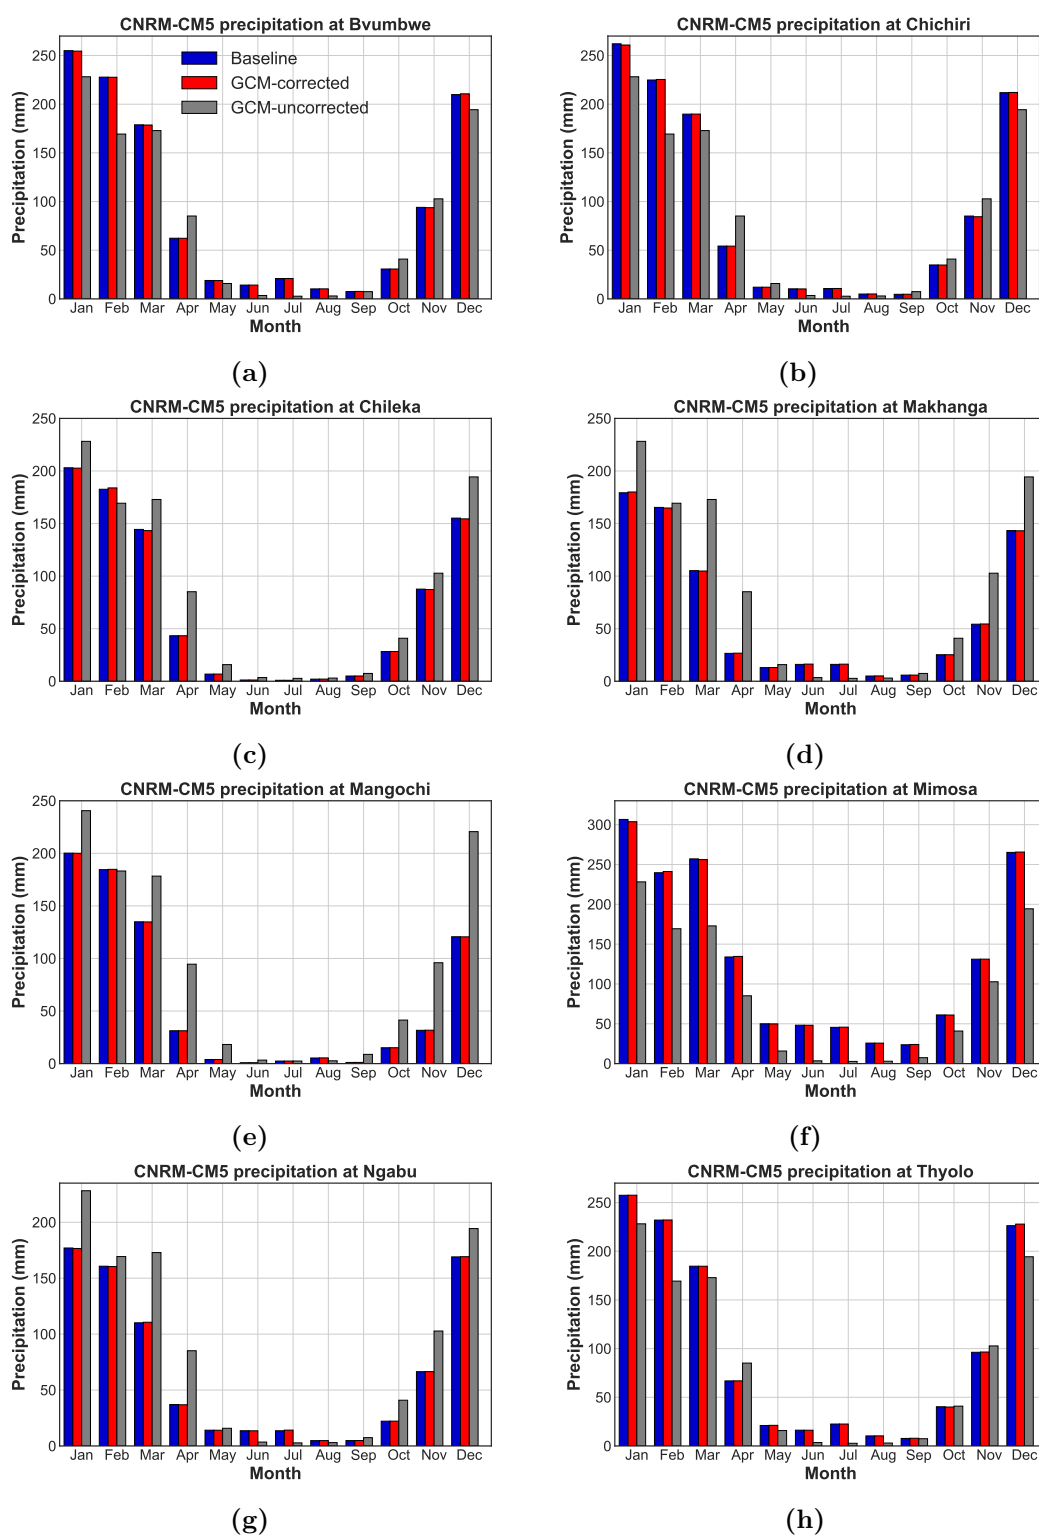 CNRM-CM5 precipitation at Bvumbwe
Precipitation (mm)
250
200
150
100
50
0
Baseline
GCM-corrected
GCM-uncorrected
Jan Feb Mar Apr May Jun Jul Aug Sep Oct Nov Dec
Month
(a)
CNRM-CM5 precipitation at Chichiri
Precipitation (mm)
250
200
150
100
50
0
Jan Feb Mar Apr May Jun Jul Aug Sep Oct Nov Dec
Month
(b)
CNRM-CM5 precipitation at Chileka
Precipitation (mm)
250
200
150
100
50
0
Jan Feb Mar Apr May Jun Jul Aug Sep Oct Nov Dec
Month
(c)
CNRM-CM5 precipitation at Makhanga
Precipitation (mm)
250
200
150
100
50
0
Jan Feb Mar Apr May Jun Jul Aug Sep Oct Nov Dec
Month
(d)
CNRM-CM5 precipitation at Mangochi
Precipitation (mm)
250
200
150
100
50
0
Jan Feb Mar Apr May Jun Jul Aug Sep Oct Nov Dec
Month
(e)
CNRM-CM5 precipitation at Mimosa
Precipitation (mm)
300
250
200
150
100
50
0
Jan Feb Mar Apr May Jun Jul Aug Sep Oct Nov Dec
Month
(f)
CNRM-CM5 precipitation at Ngabu
Precipitation (mm)
200
150
100
50
0
Jan Feb Mar Apr May Jun Jul Aug Sep Oct Nov Dec
Month
(g)
CNRM-CM5 precipitation at Thyolo
Precipitation (mm)
250
200
150
100
50
0
Jan Feb Mar Apr May Jun Jul Aug Sep Oct Nov Dec
Month
(h)